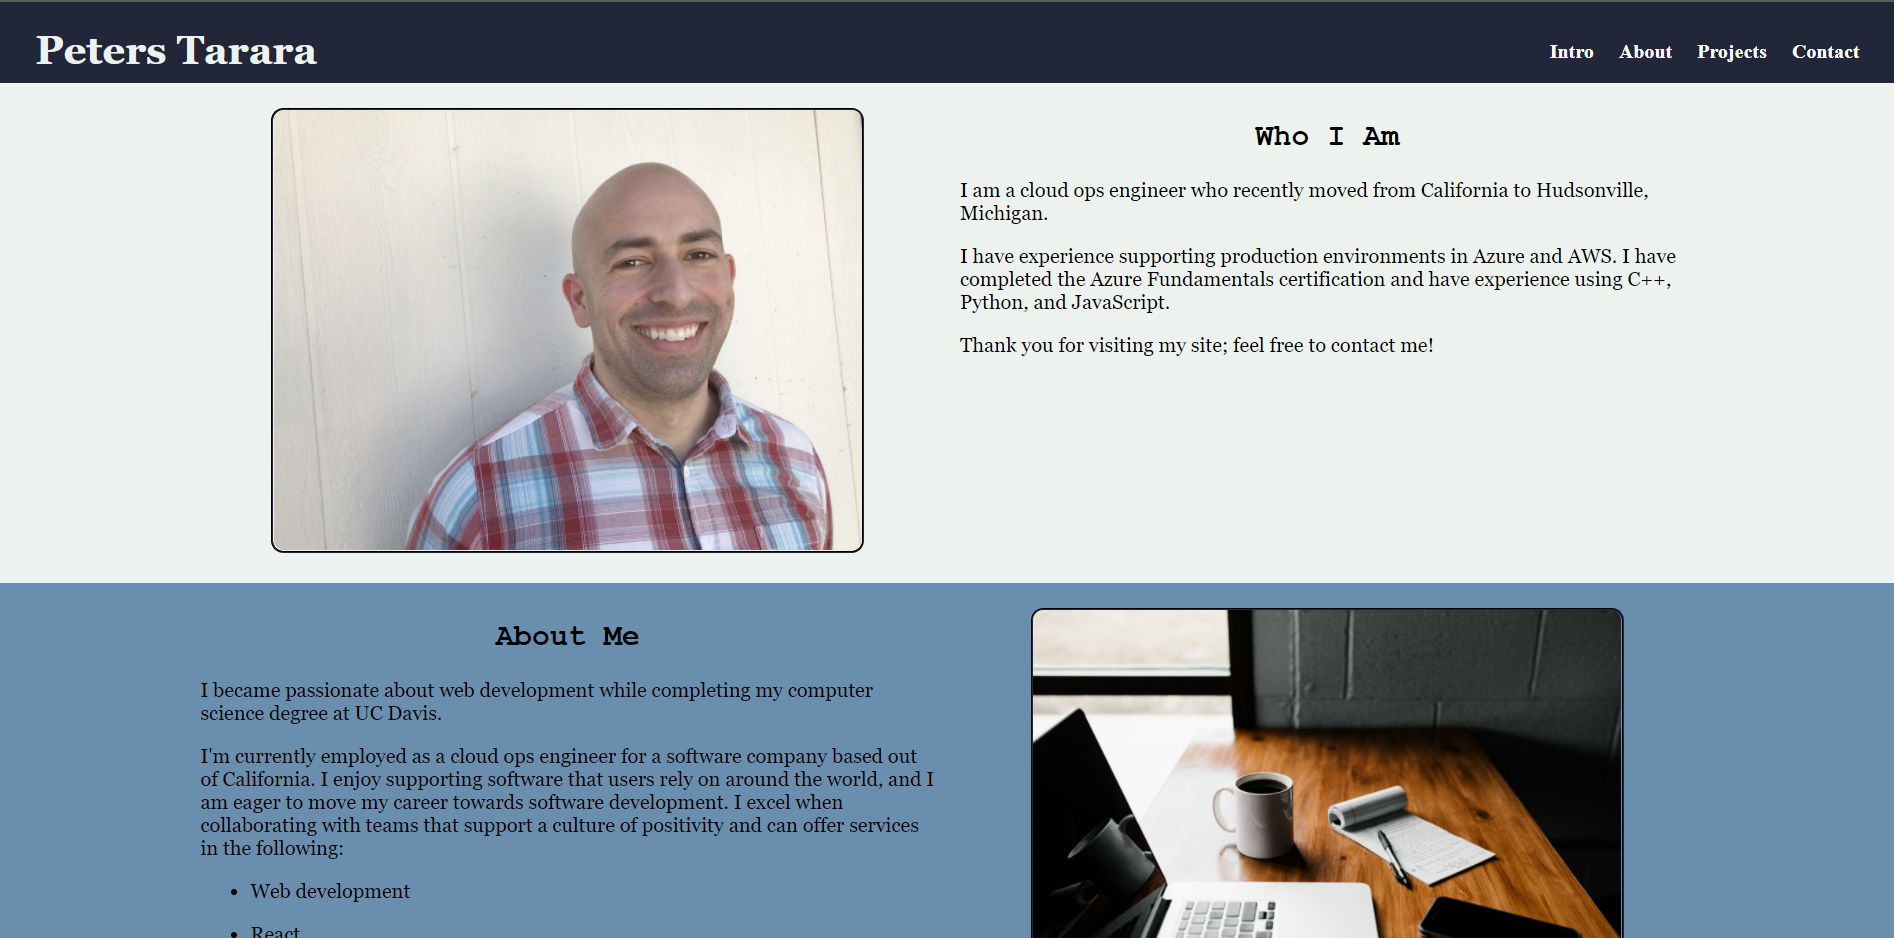 Peters Tarara
Intro About Projects Contact
Who I Am
I am a cloud ops engineer who recently moved from California to Hudsonville,
Michigan.
I have experience supporting production environments in Azure and AWS. I have
completed the Azure Fundamentals certification and have experience using C++,
Python, and JavaScript.
Thank you for visiting my site; feel free to contact me!
About Me
I became passionate about web development while completing my computer
science degree at UC Davis.
I'm currently employed as a cloud ops engineer for a software company based out
of California. I enjoy supporting software that users rely on around the world, and I
am eager to move my career towards software development. I excel when
collaborating with teams that support a culture of positivity and can offer services
in the following:
• Web development
• React